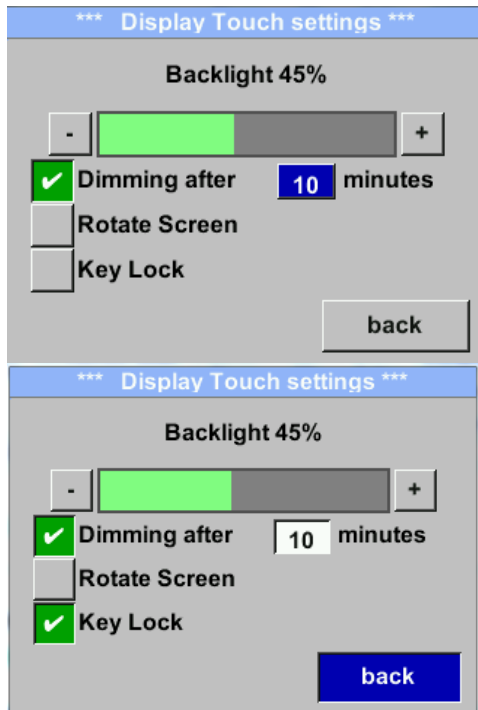 *** Display Touch settings ***
Backlight 45%
- +
Dimming after 10 minutes
Rotate Screen
Key Lock
back
*** Display Touch settings ***
Backlight 45%
- +
Dimming after 10 minutes
Rotate Screen
Key Lock
back